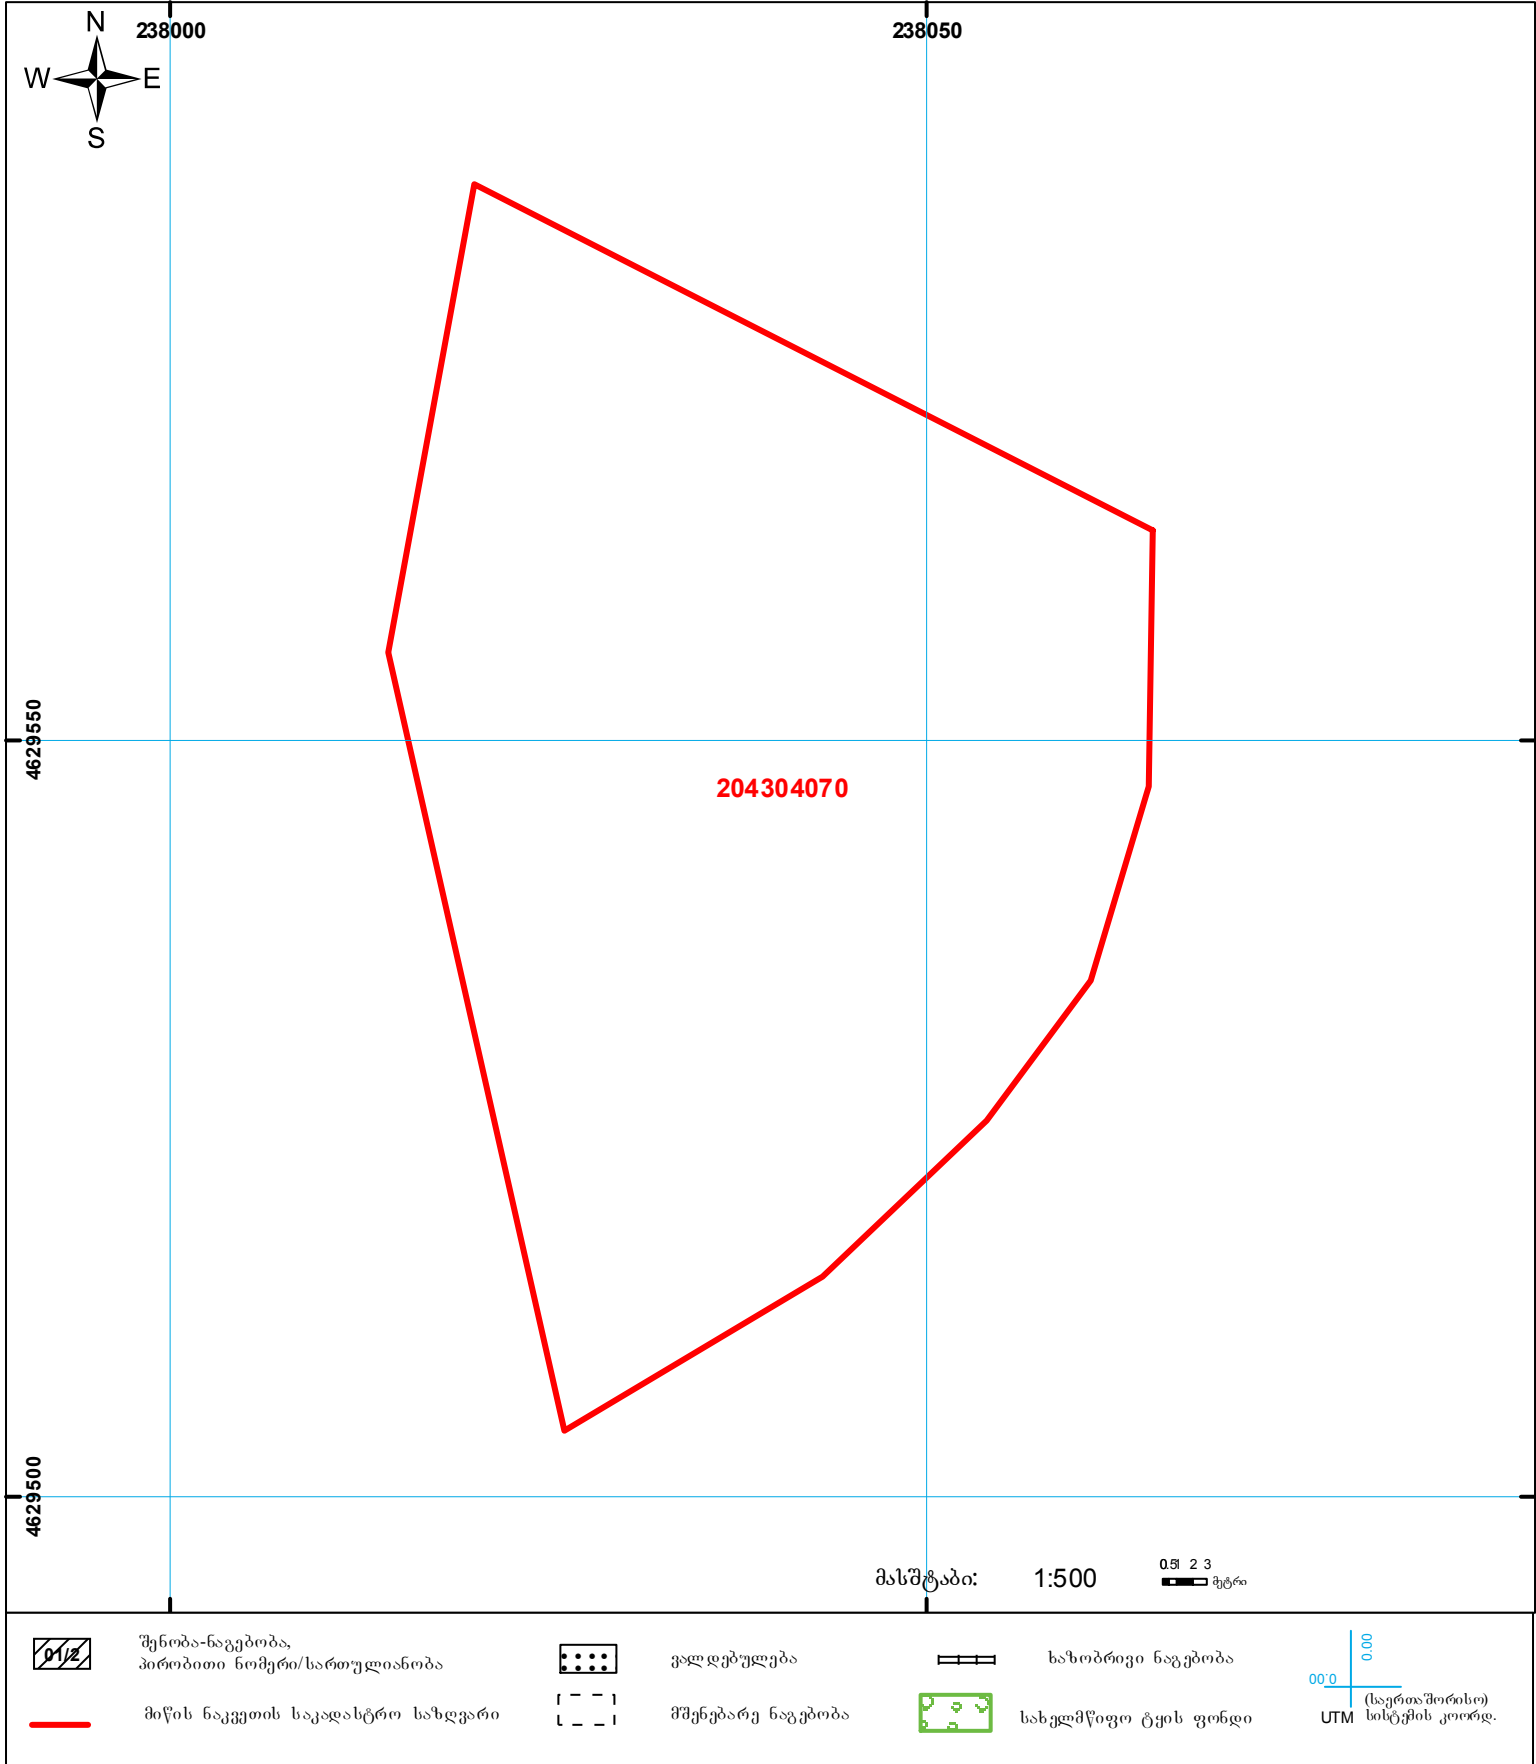 N
238000
238050
W
E
S
4629550
204304070
4629500
მასშტაბი:
1:500
0.51 2 3
მეტრი
01/2
შენობა-ნაგებობა,
პირობითი ნომერი/სართულიანობა
ვალდებულება
ხაზობრივი ნაგებობა
00.0
0.00
მიწის ნაკვეთის საკადასტრო საზღვარი
მშენებარე ნაგებობა
სახელმწიფო ტყის ფონდი
UTM
(საერთაშორისო)
სისტემის კოორდ.